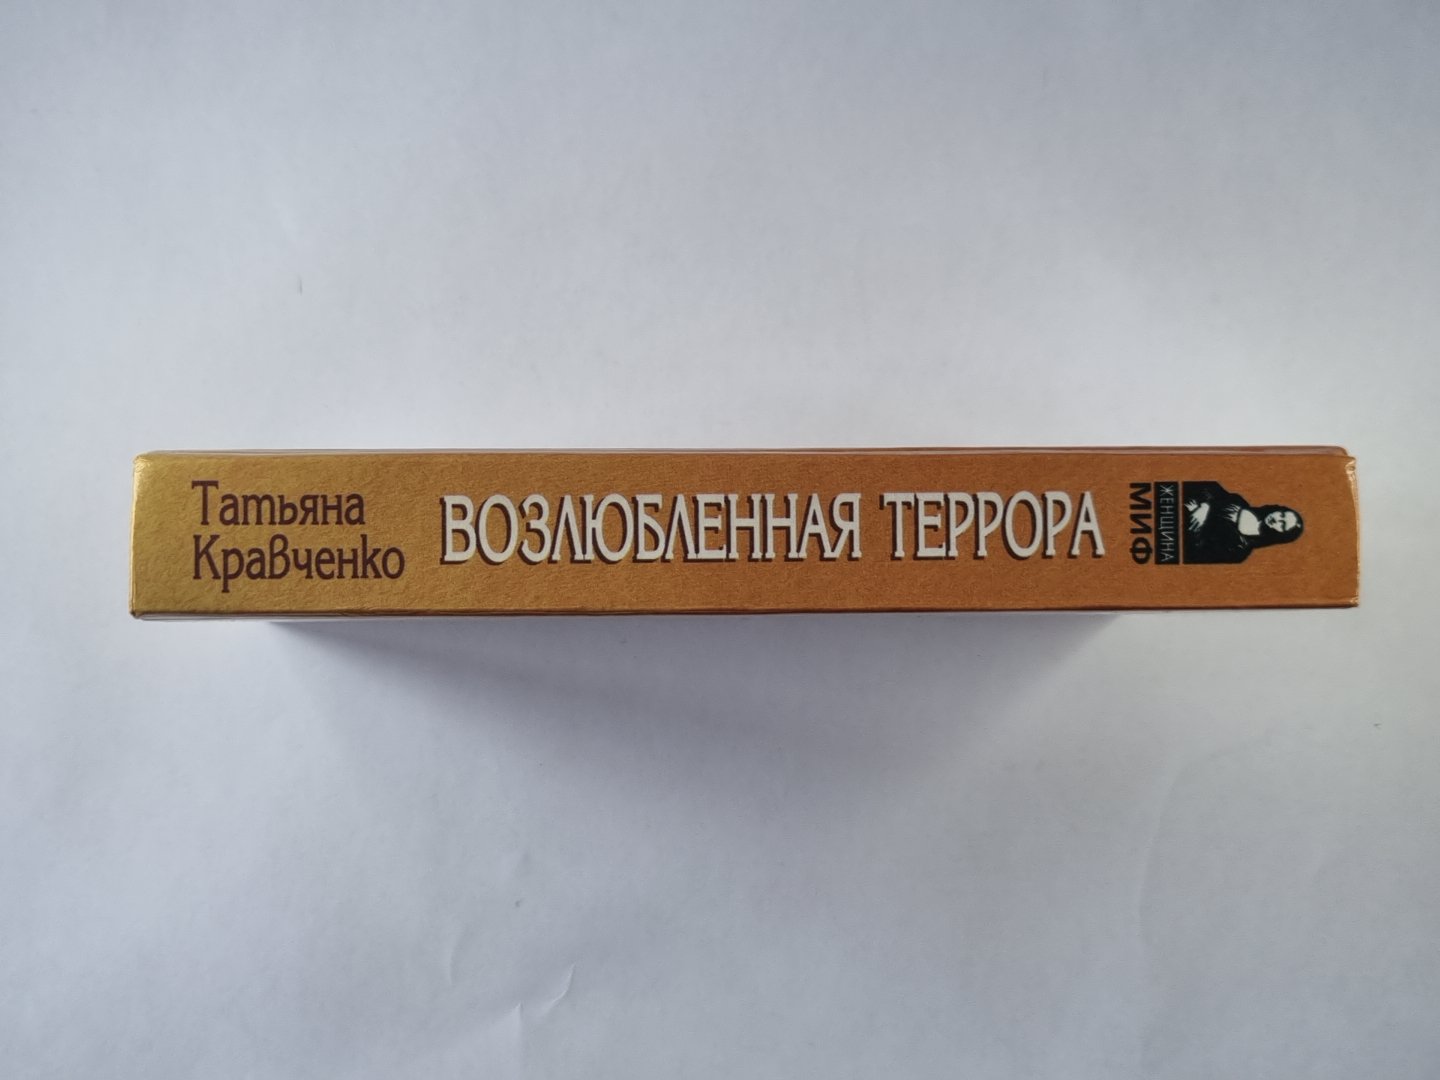 Татьяна
Кравченко
ВОЗЛЮБЛЕННАЯ ТЕРРОРА
ЖЕНЩИНА
МИФ